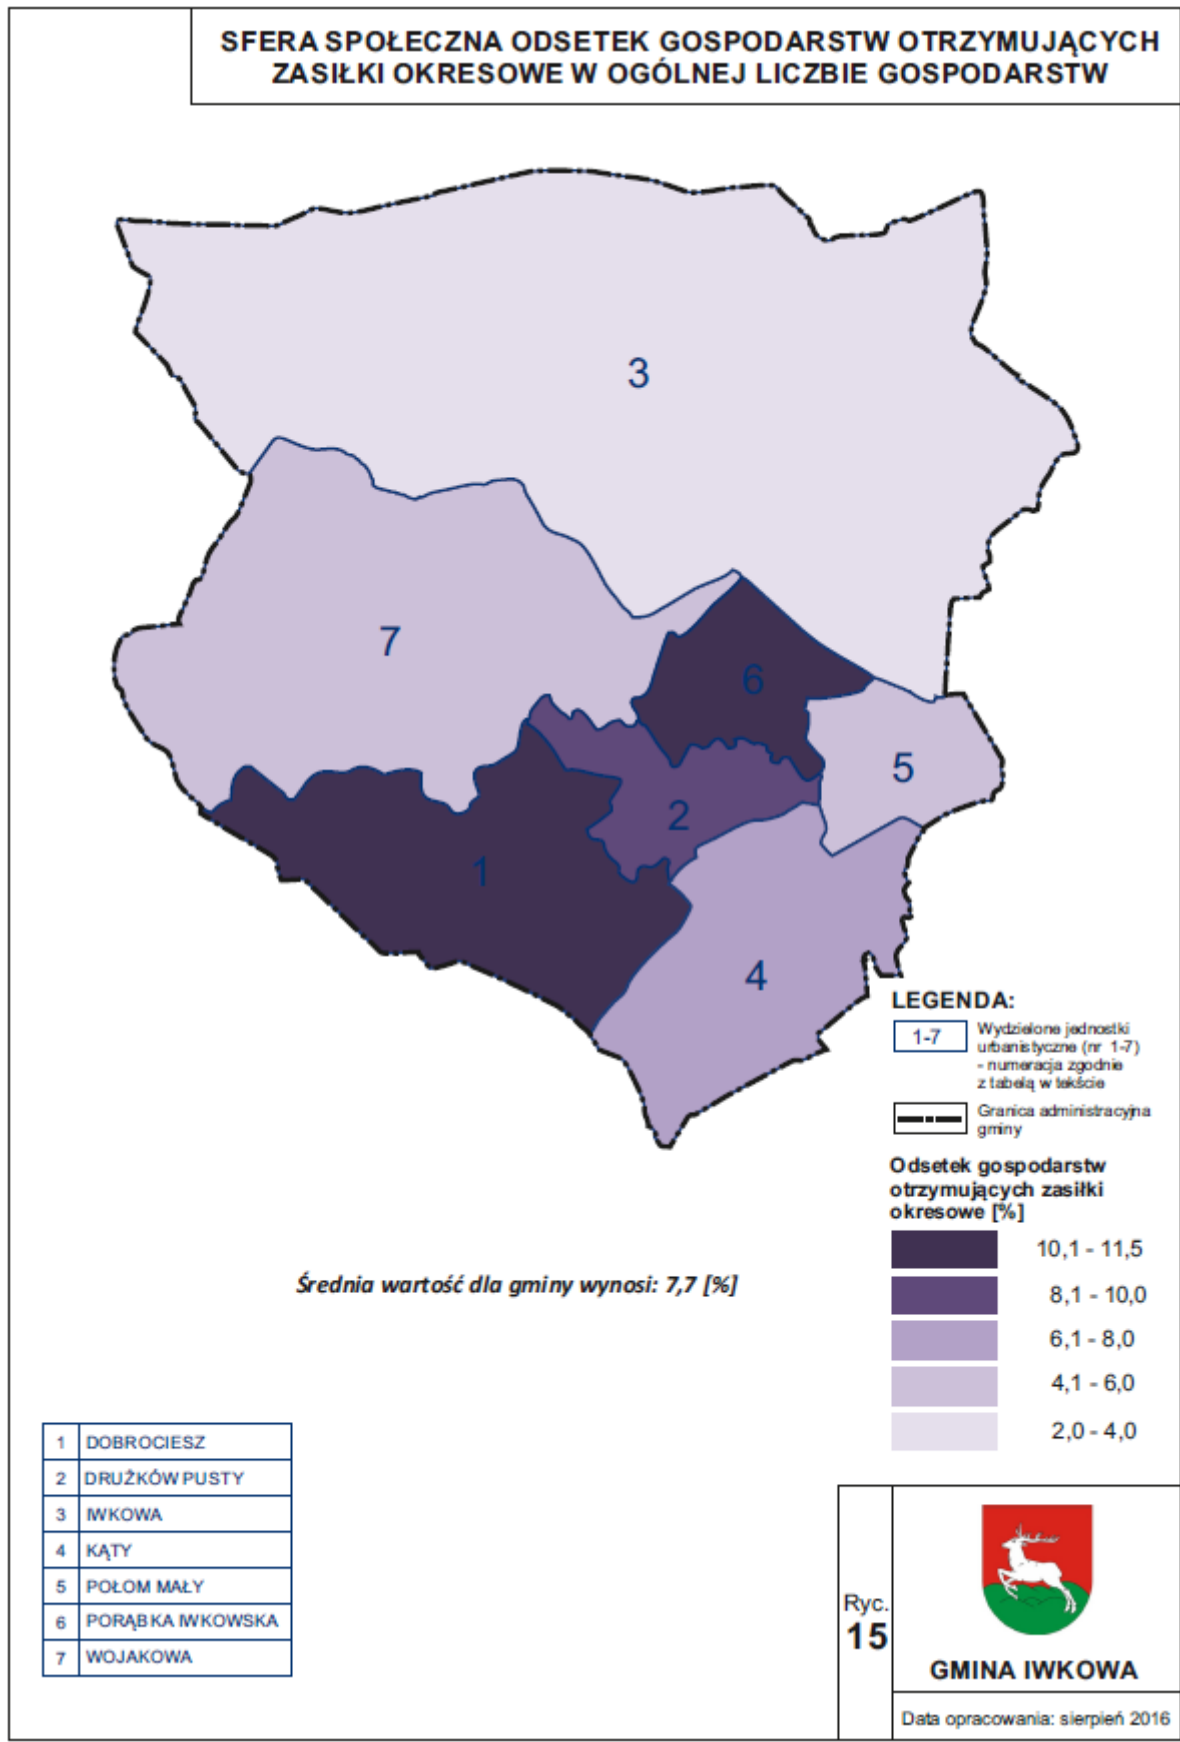 SFERA SPOŁECZNA ODSETEK GOSPODARSTW OTRZYMUJĄCYCH
ZASIŁKI OKRESOWE W OGÓLNEJ LICZBIE GOSPODARSTW
3
7
6
5
2
1
4
LEGENDA:
1-7
Wydzielone jednostki
urbanistyczne (nr 1-7)
- numeracja zgodnie
z tabelą w tekście
Granica administracyjna
gminy
Odsetek gospodarstw
otrzymujących zasiłki
okresowe [%]
10,1 - 11,5
8,1 - 10,0
6,1 - 8,0
4,1 - 6,0
2,0 - 4,0
Średnia wartość dla gminy wynosi: 7,7 [%]
1 DOBROCIESZ
2 DRUŻKÓW PUSTY
3 IWKOWA
4 KĄTY
5 POŁOM MAŁY
6 PORĄBKA IWKOWSKA
7 WOJAKOWA
Ryc.
15
GMINA IWKOWA
Data opracowania: sierpień 2016